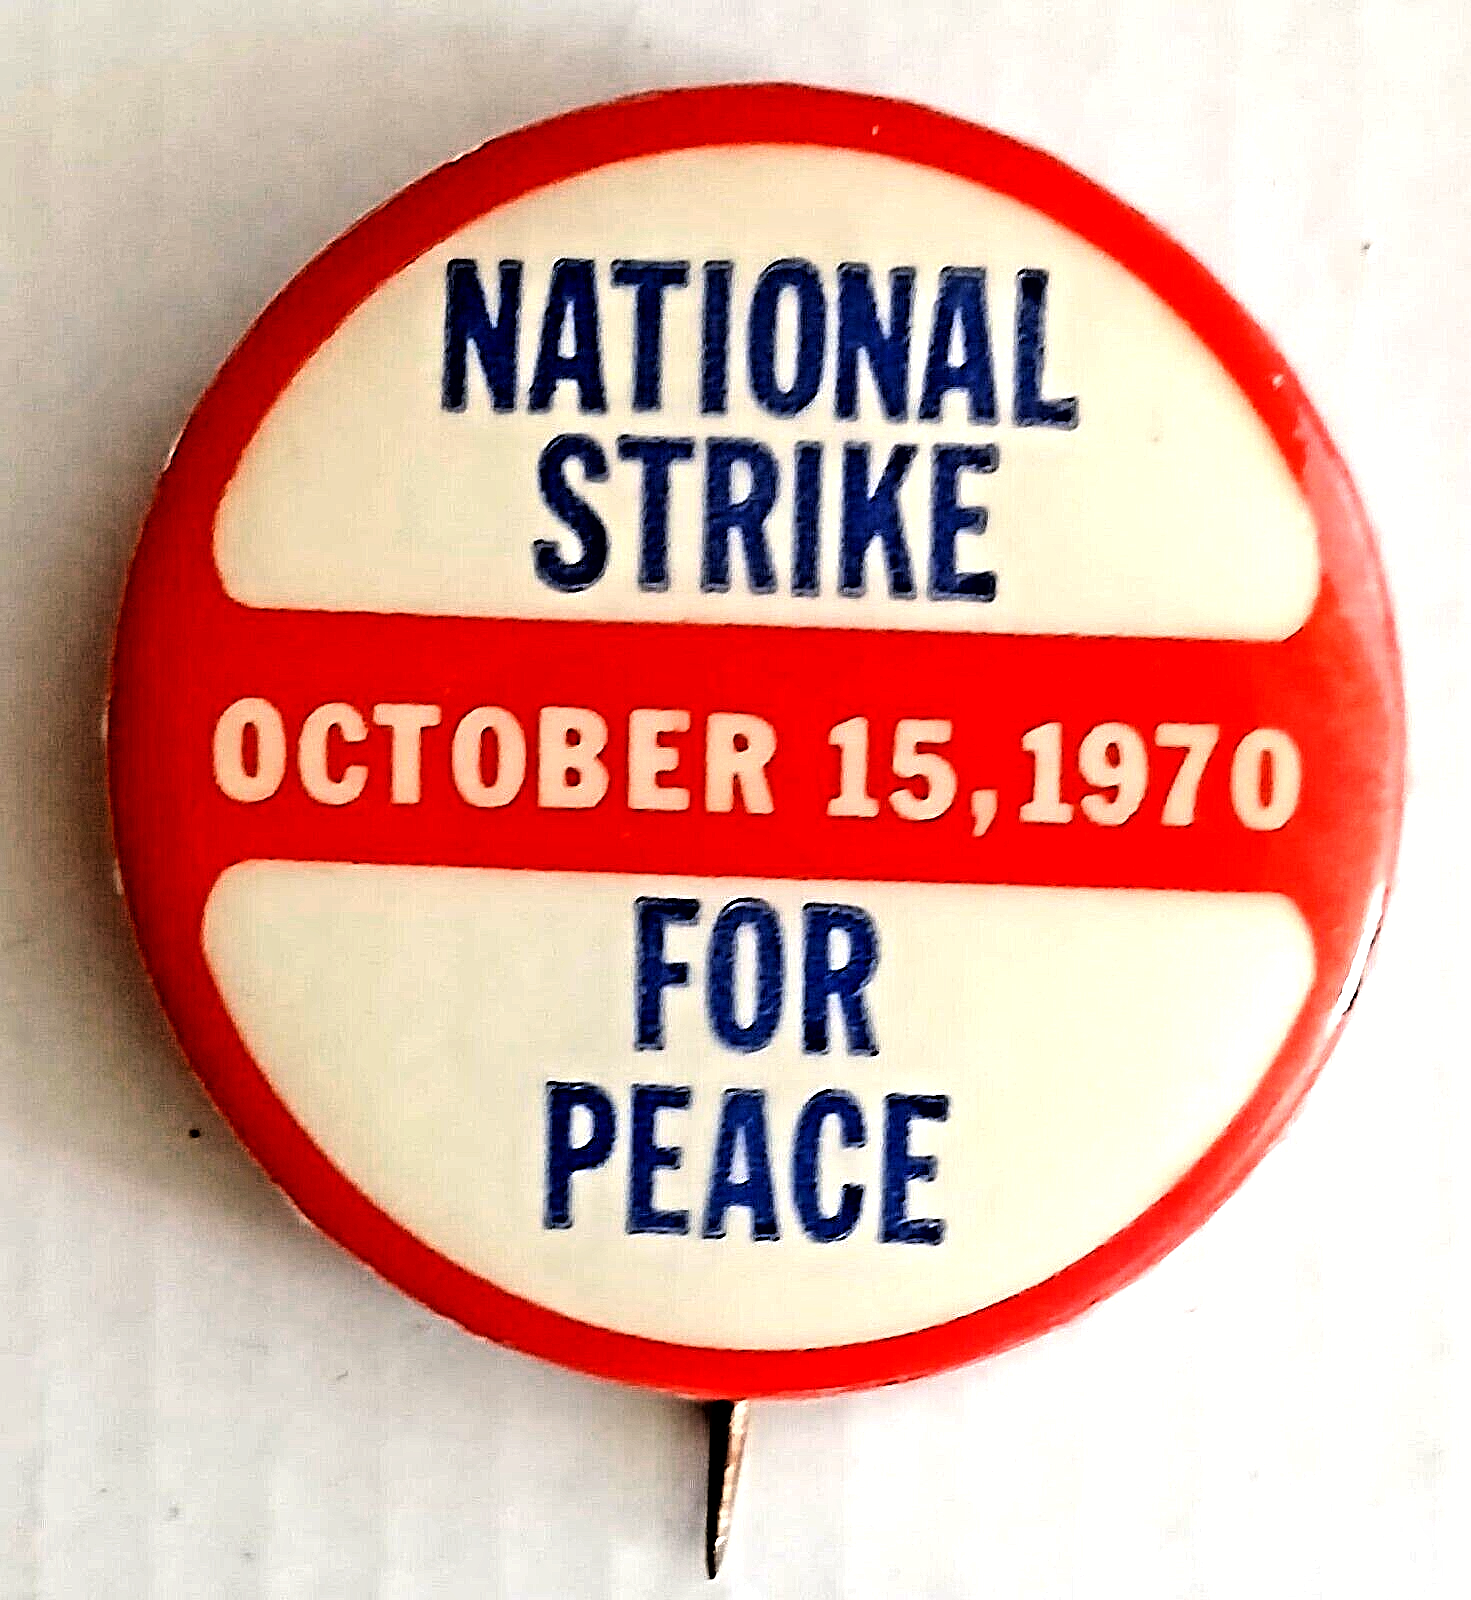 NATIONAL
STRIKE
OCTOBER 15, 1970
FOR
PEACE